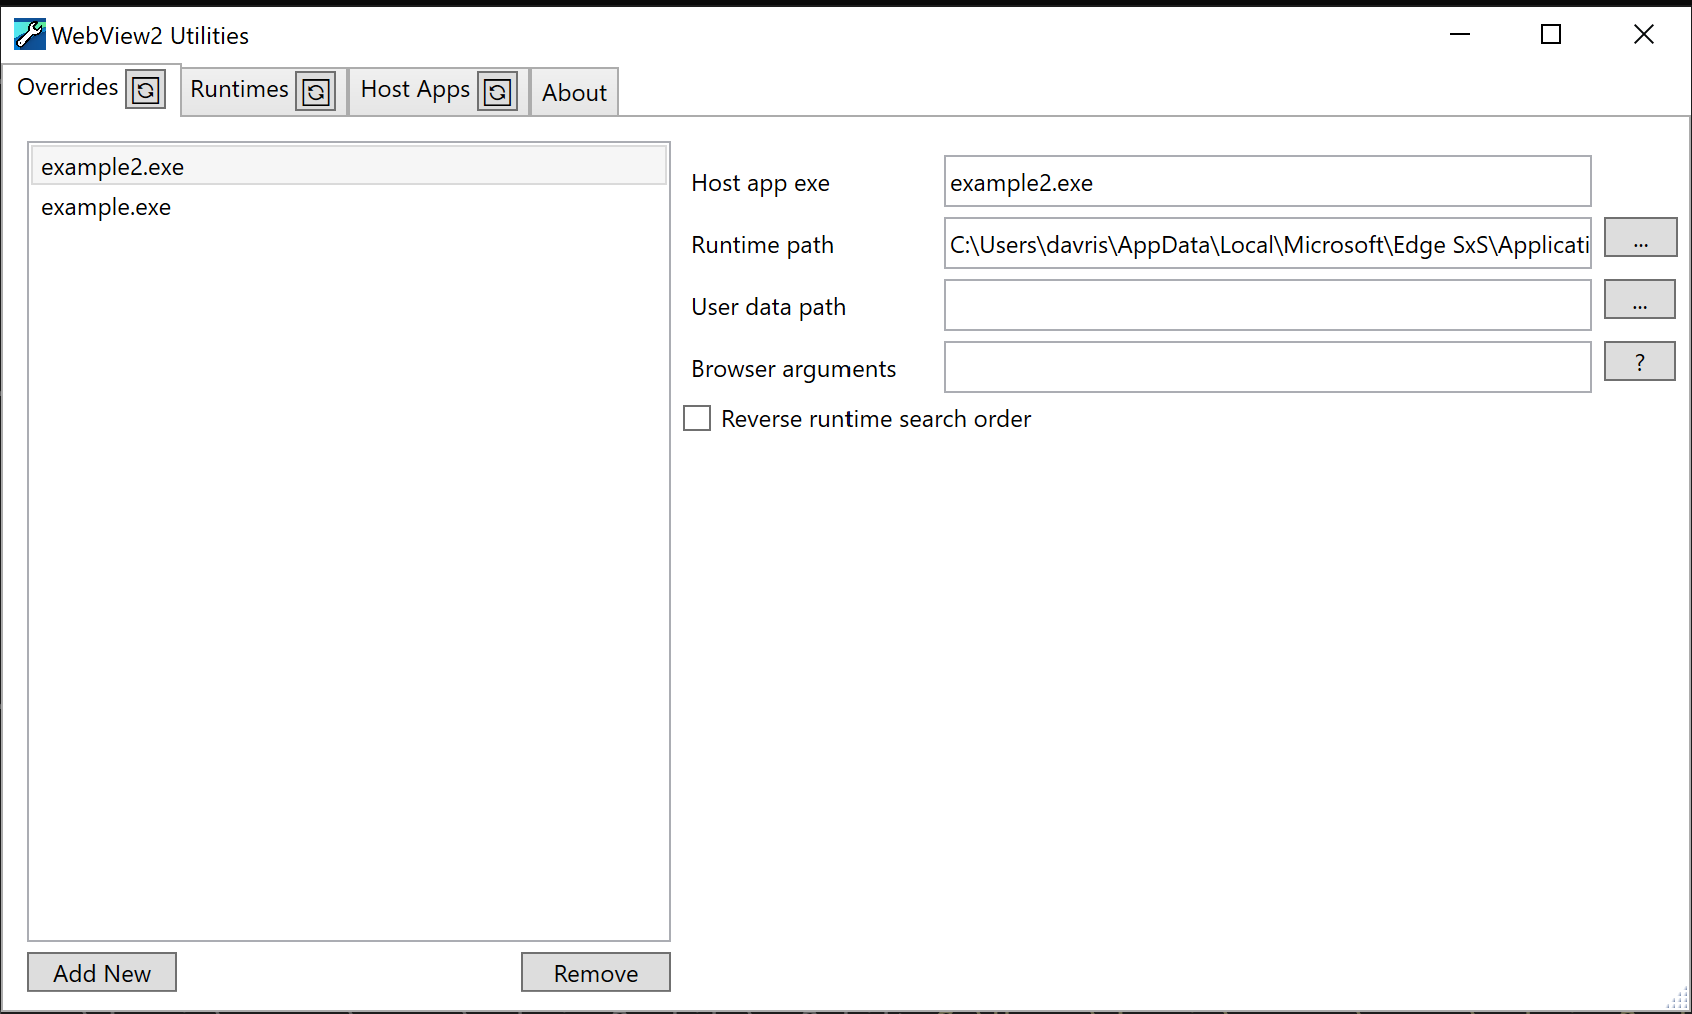 WebView2 Utilities
Overrides Runtimes Host Apps About
example2.exe
example.exe
Host app exe example2.exe
Runtime path C:\Users\davris\AppData\Local\Microsoft\Edge SxS\Applicati ...
User data path ...
Browser arguments ?
Reverse runtime search order
Add New Remove